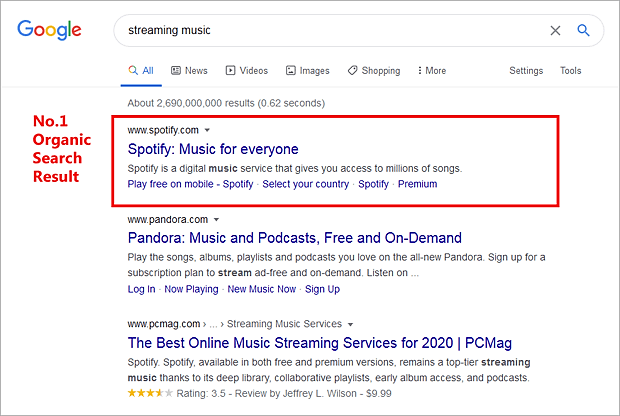 Google
streaming music
All News Videos Images Shopping More Settings Tools
About 2,690,000,000 results (0.62 seconds)
No.1
Organic
Search
Result
www.spotify.com
Spotify: Music for everyone
Spotify is a digital music service that gives you access to millions of songs.
Play free on mobile - Spotify · Select your country · Spotify · Premium
www.pandora.com
Pandora: Music and Podcasts, Free and On-Demand
Play the songs, albums, playlists and podcasts you love on the all-new Pandora. Sign up for a
subscription plan to stream ad-free and on-demand. Listen on ...
Log In · Now Playing · New Music Now · Sign Up
www.pcmag.com › ... › Streaming Music Services
The Best Online Music Streaming Services for 2020 | PCMag
Spotify. Spotify, available in both free and premium versions, remains a top-tier streaming
music thanks to its deep library, collaborative playlists, early album access, and podcasts.
Rating: 3.5 - Review by Jeffrey L. Wilson - $9.99